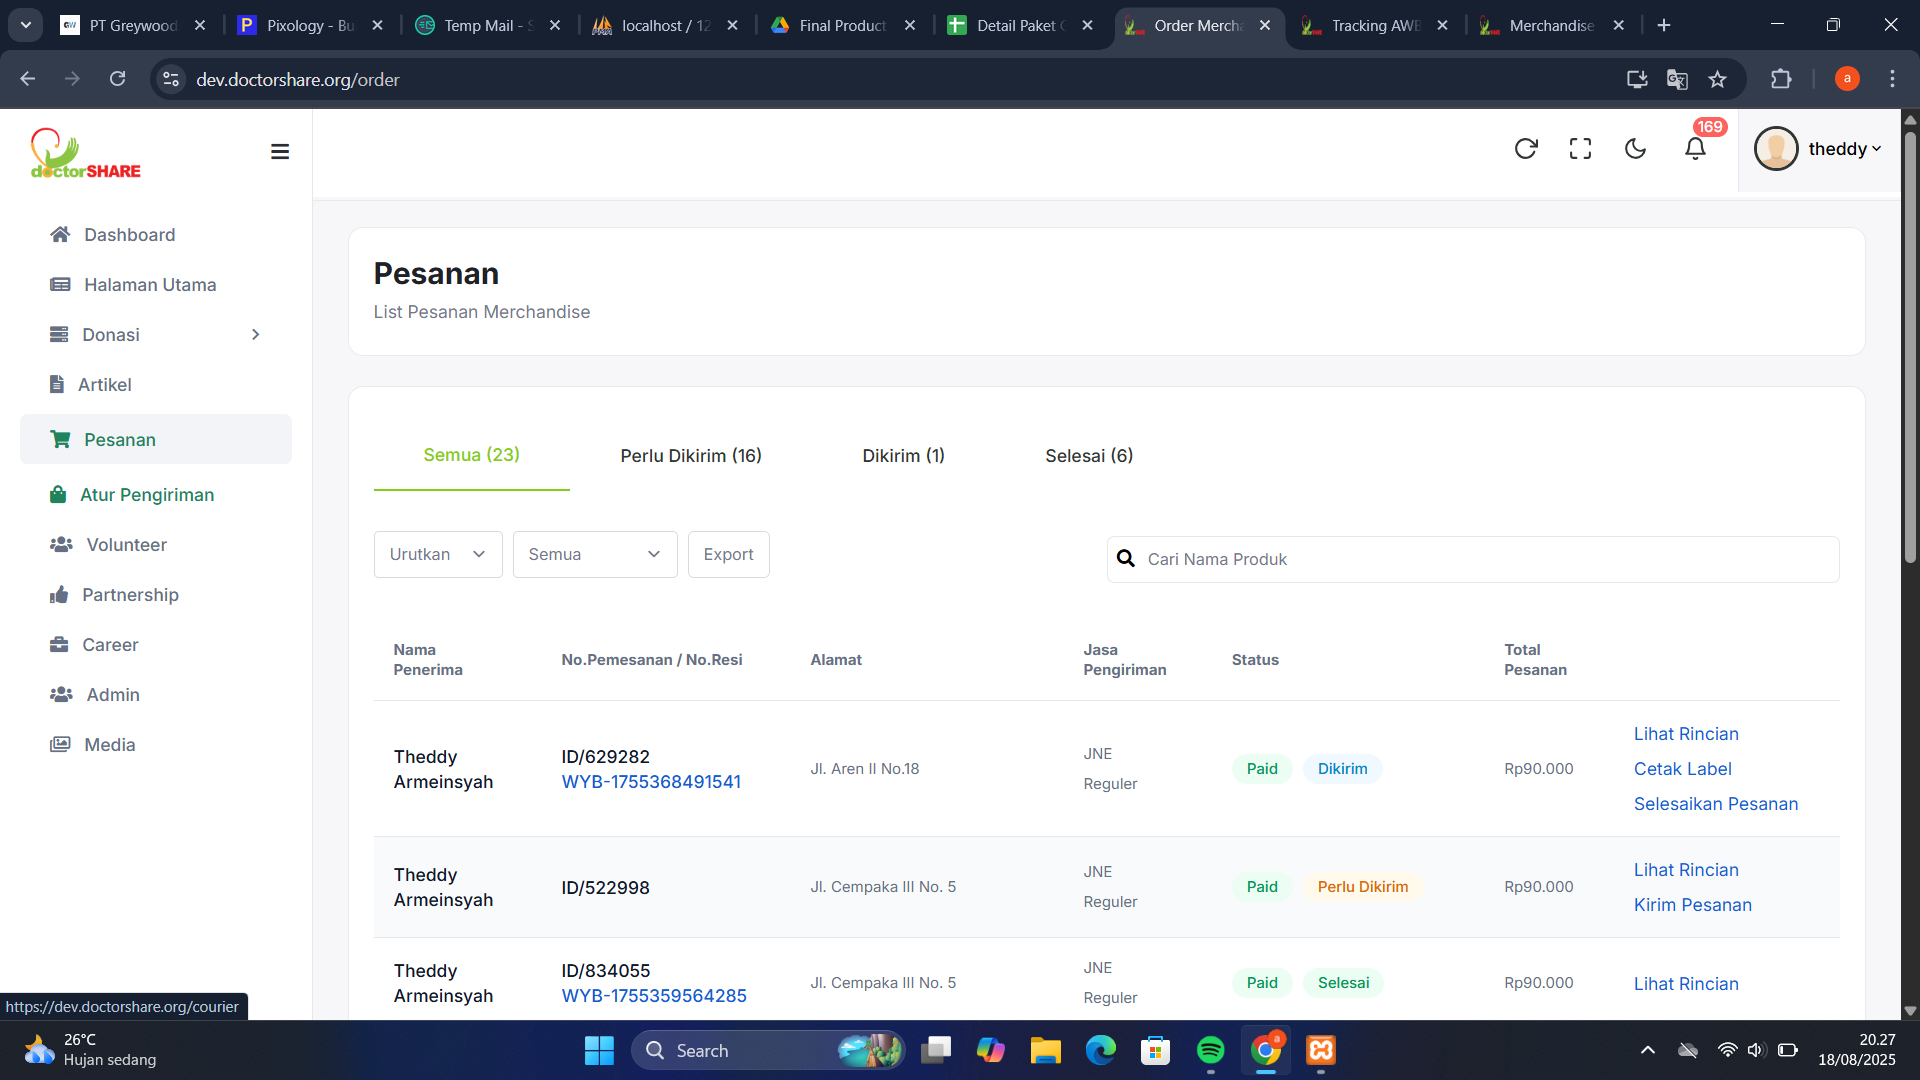 PT Greywood
Pixology - Bu
Temp Mail - S
localhost / 12
Final Product
Detail Paket C
Order Mercha
Tracking AWB
Merchandise
dev.doctorshare.org/order
a
doctorSHARE
169
theddy
Dashboard
Halaman Utama
Donasi
Artikel
Pesanan
Atur Pengiriman
Volunteer
Partnership
Career
Admin
Media
Pesanan
List Pesanan Merchandise
Semua (23)
Perlu Dikirim (16)
Dikirim (1)
Selesai (6)
Urutkan
Semua
Export
Cari Nama Produk
Nama
Penerima
No.Pemesanan / No.Resi
Alamat
Jasa
Pengiriman
Status
Total
Pesanan
Theddy
Armeinsyah
ID/629282
WYB-1755368491541
Jl. Aren II No.18
JNE
Reguler
Paid
Dikirim
Rp90.000
Lihat Rincian
Cetak Label
Selesaikan Pesanan
Theddy
Armeinsyah
ID/522998
Jl. Cempaka III No. 5
JNE
Reguler
Paid
Perlu Dikirim
Rp90.000
Lihat Rincian
Kirim Pesanan
Theddy
Armeinsyah
ID/834055
WYB-1755359564285
Jl. Cempaka III No. 5
JNE
Reguler
Paid
Selesai
Rp90.000
Lihat Rincian
https://dev.doctorshare.org/courier
26°C
Hujan sedang
Search
20.27
18/08/2025